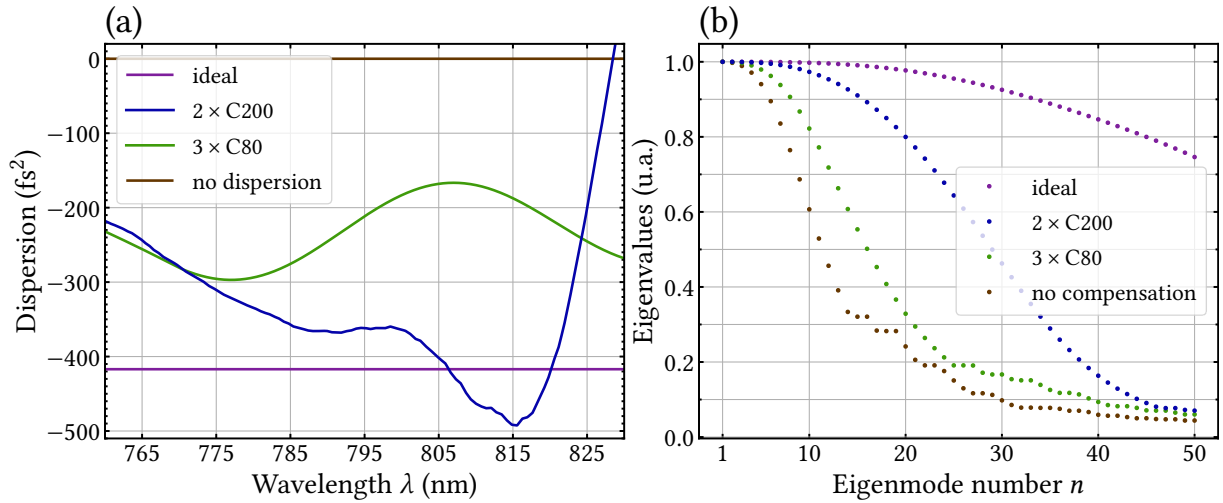 (a)
Dispersion (fs²)
0
−100
−200
−300
−400
−500
ideal
2 × C200
3 × C80
no dispersion
765
775
785
795
805
815
825
Wavelength λ (nm)
(b)
Eigenvalues (u.a.)
1.0
0.8
0.6
0.4
0.2
0.0
ideal
2 × C200
3 × C80
no compensation
1
10
20
30
40
50
Eigenmode number n